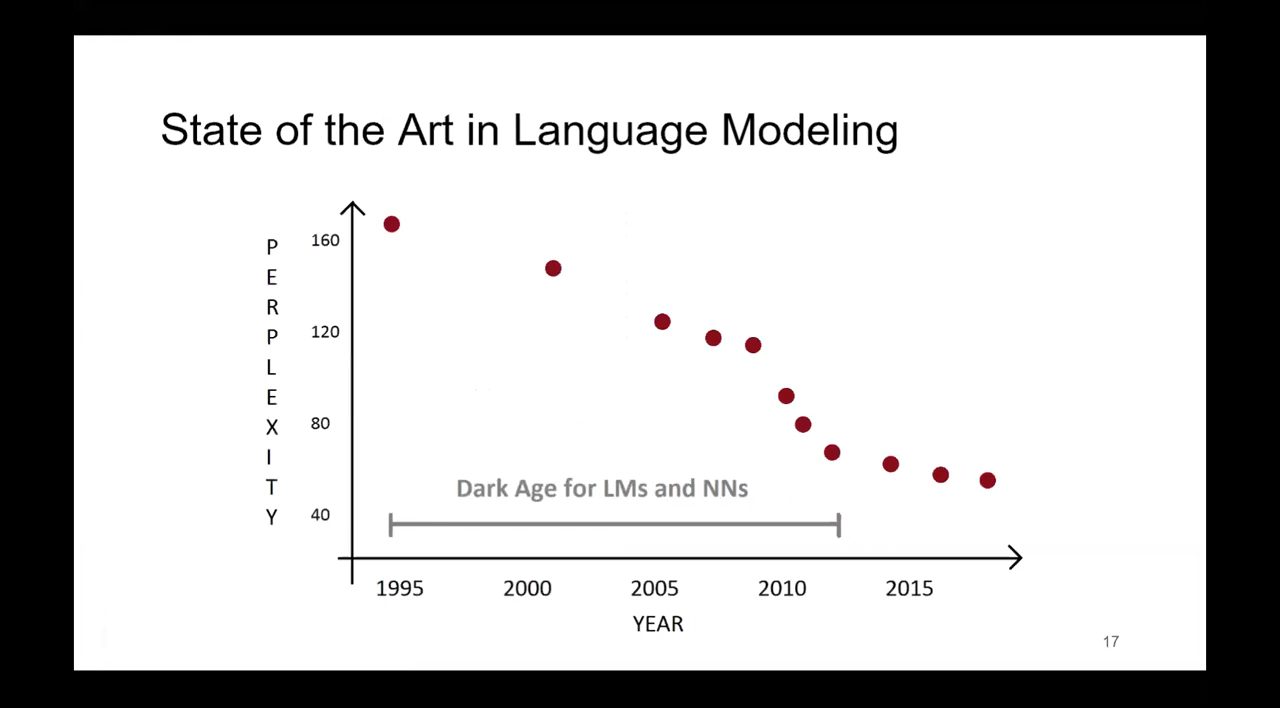 State of the Art in Language Modeling
PERPLEXITY
160
120
80
40
Dark Age for LMs and NNs
1995 2000 2005 2010 2015
YEAR
17